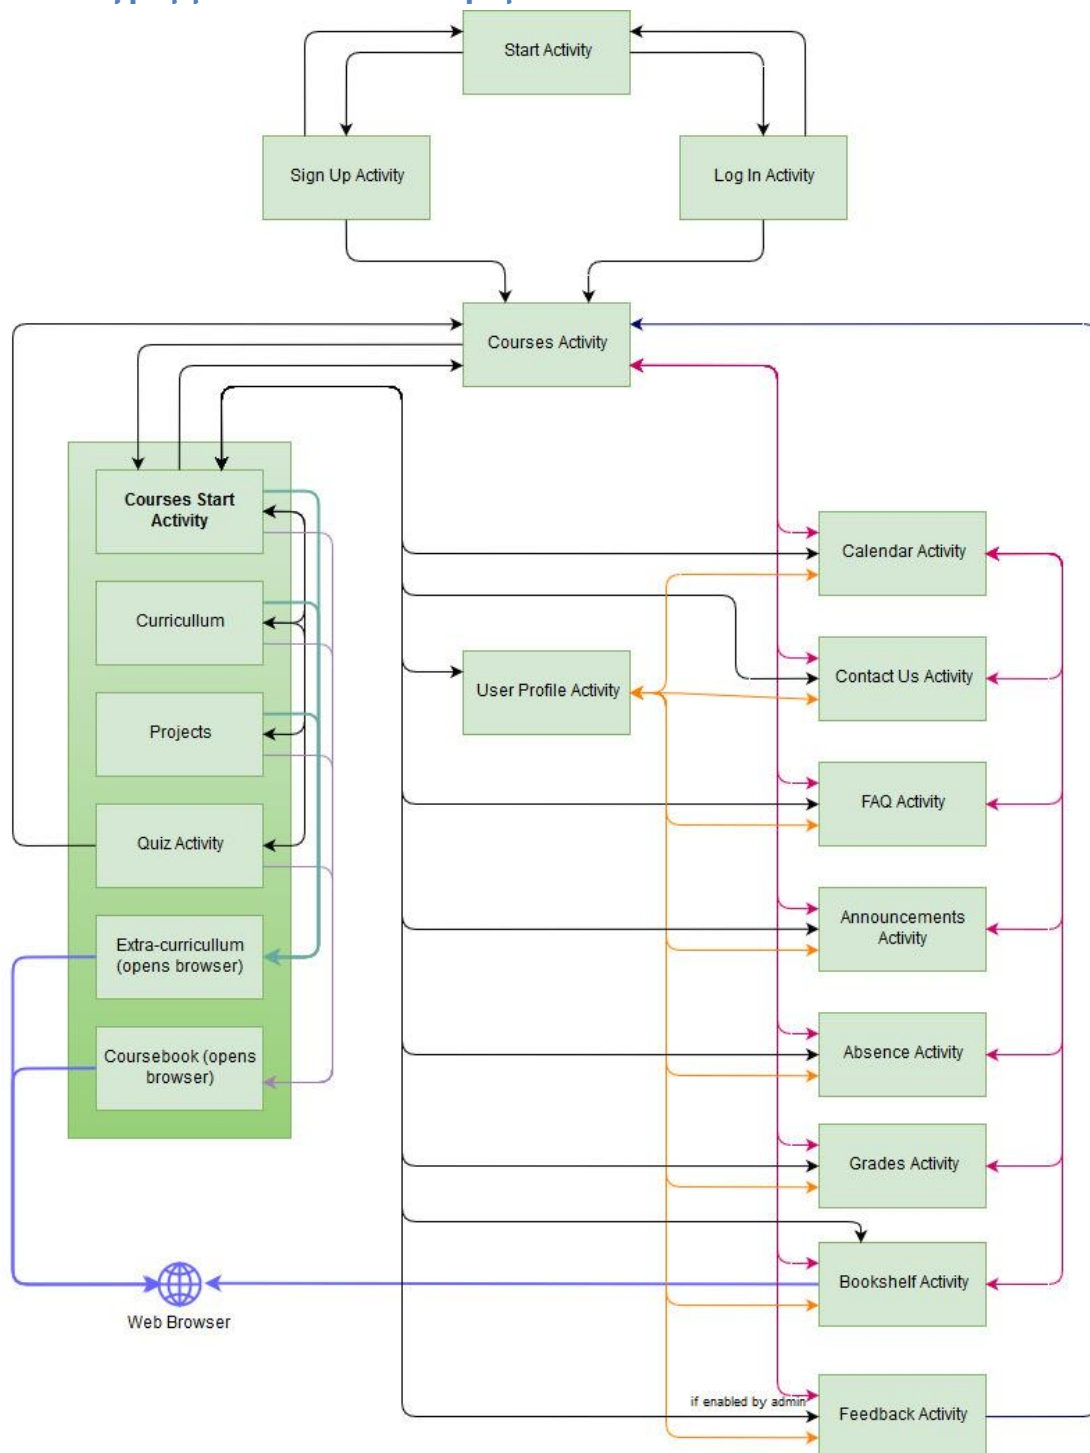 Start Activity
Sign Up Activity
Log In Activity
Courses Activity
Courses Start
Activity
Curricullum
Projects
Quiz Activity
Extra-curricullum
(opens browser)
Coursebook (opens
browser)
Web Browser
User Profile Activity
Calendar Activity
Contact Us Activity
FAQ Activity
Announcements
Activity
Absence Activity
Grades Activity
Bookshelf Activity
if enabled by admin
Feedback Activity